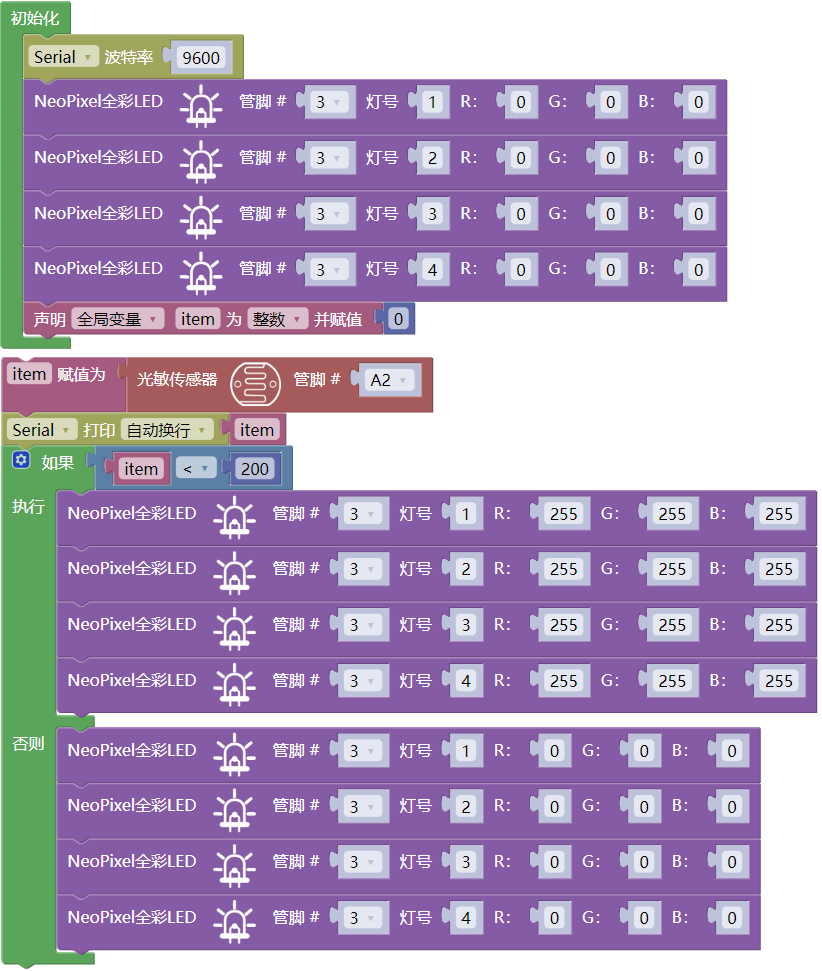 初始化
Serial 波特率 9600
NeoPixel全彩LED 管脚 # 3 灯号 1 R: 0 G: 0 B: 0
NeoPixel全彩LED 管脚 # 3 灯号 2 R: 0 G: 0 B: 0
NeoPixel全彩LED 管脚 # 3 灯号 3 R: 0 G: 0 B: 0
NeoPixel全彩LED 管脚 # 3 灯号 4 R: 0 G: 0 B: 0
声明 全局变量 item 为 整数 并赋值 0
item 赋值为 光敏传感器 管脚 # A2
Serial 打印 自动换行 item
如果 item < 200
执行 NeoPixel全彩LED 管脚 # 3 灯号 1 R: 255 G: 255 B: 255
NeoPixel全彩LED 管脚 # 3 灯号 2 R: 255 G: 255 B: 255
NeoPixel全彩LED 管脚 # 3 灯号 3 R: 255 G: 255 B: 255
NeoPixel全彩LED 管脚 # 3 灯号 4 R: 255 G: 255 B: 255
否则 NeoPixel全彩LED 管脚 # 3 灯号 1 R: 0 G: 0 B: 0
NeoPixel全彩LED 管脚 # 3 灯号 2 R: 0 G: 0 B: 0
NeoPixel全彩LED 管脚 # 3 灯号 3 R: 0 G: 0 B: 0
NeoPixel全彩LED 管脚 # 3 灯号 4 R: 0 G: 0 B: 0